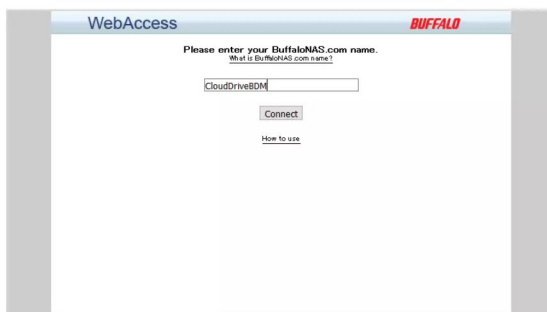 WebAccess
BUFFALO
Please enter your BuffaloNAS.com name.
What is BuffaloNAS.com name?
CloudDriveBDM
Connect
How to use